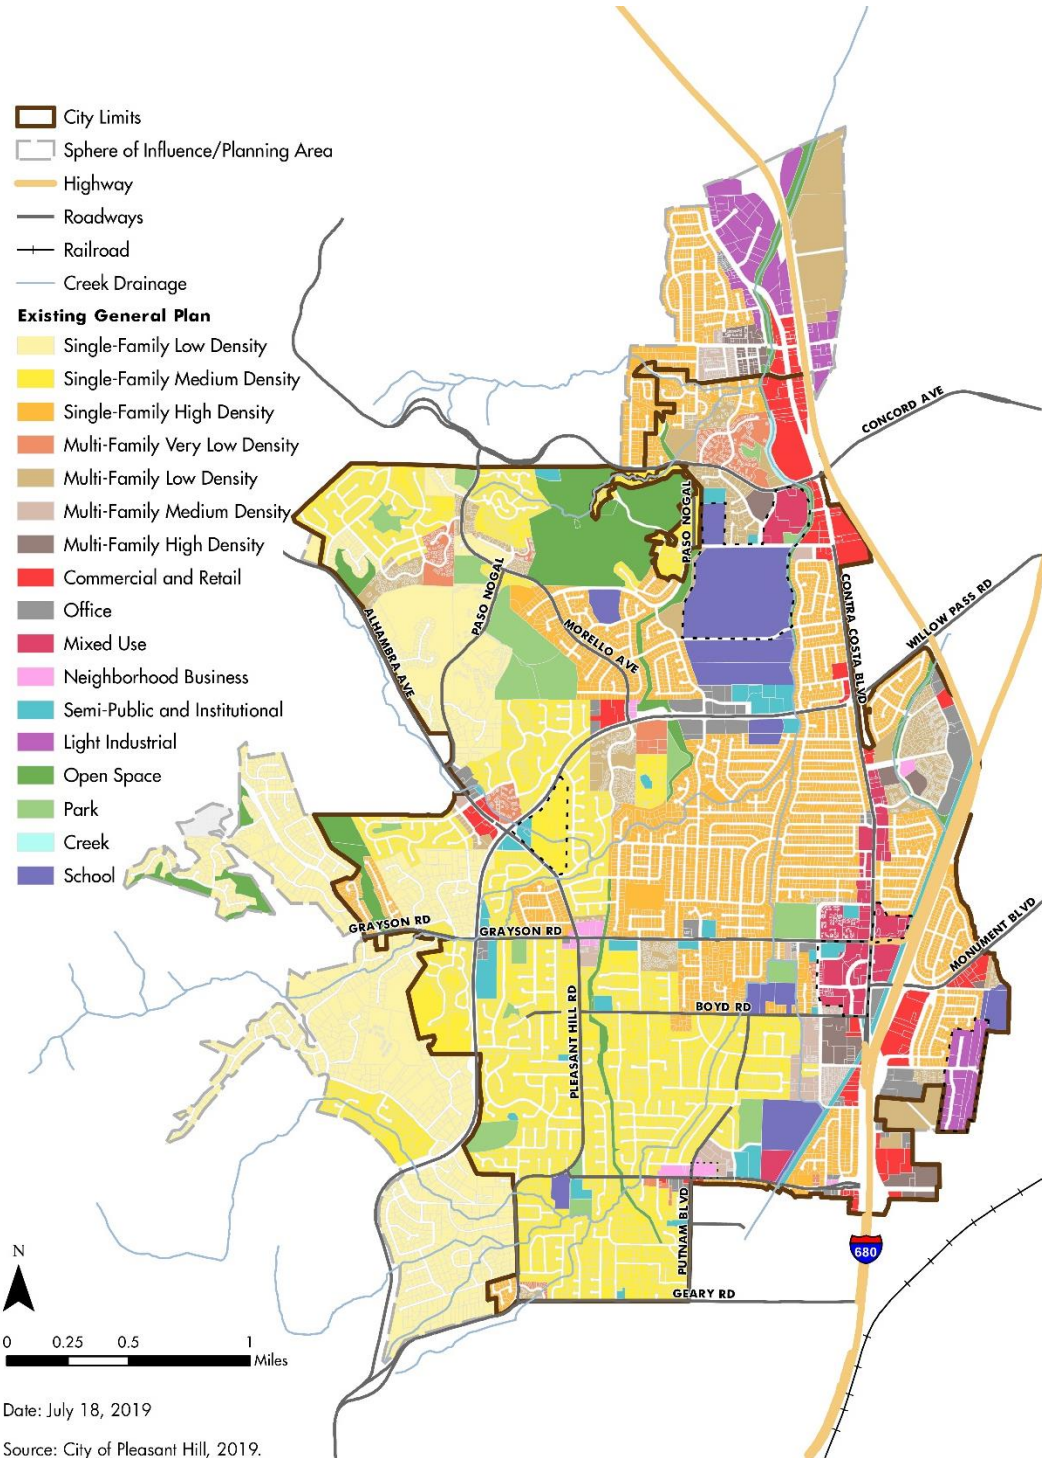 City Limits
Sphere of Influence/Planning Area
Highway
Roadways
Railroad
Creek Drainage
Existing General Plan
Single-Family Low Density
Single-Family Medium Density
Single-Family High Density
Multi-Family Very Low Density
Multi-Family Low Density
Multi-Family Medium Density
Multi-Family High Density
Commercial and Retail
Office
Mixed Use
Neighborhood Business
Semi-Public and Institutional
Light Industrial
Open Space
Park
Creek
School
CONCORD AVE
PASO NOGAL
PASO NOGAL
ALHAMBRA AVE
MORELLO AVE
CONTRA COSTA BLVD
WILLOW PASS RD
GRAYSON RD
GRAYSON RD
MONUMENT BLVD
BOYD RD
PLEASANT HILL RD
PUTNAM BLVD
GEARY RD
680
N
0 0.25 0.5 1
Miles
Date: July 18, 2019
Source: City of Pleasant Hill, 2019.